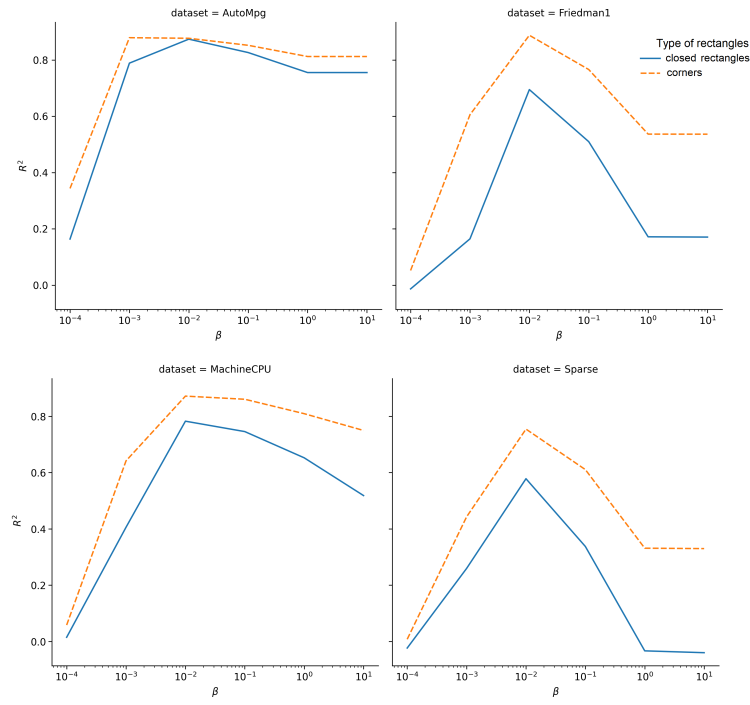 dataset = AutoMpg
dataset = Friedman1
Type of rectangles
closed rectangles
corners
R²
0.8
0.6
0.4
0.2
0.0
10⁻⁴ 10⁻³ 10⁻² 10⁻¹ 10⁰ 10¹
β
10⁻⁴ 10⁻³ 10⁻² 10⁻¹ 10⁰ 10¹
β
dataset = MachineCPU
dataset = Sparse
R²
0.8
0.6
0.4
0.2
0.0
10⁻⁴ 10⁻³ 10⁻² 10⁻¹ 10⁰ 10¹
β
10⁻⁴ 10⁻³ 10⁻² 10⁻¹ 10⁰ 10¹
β